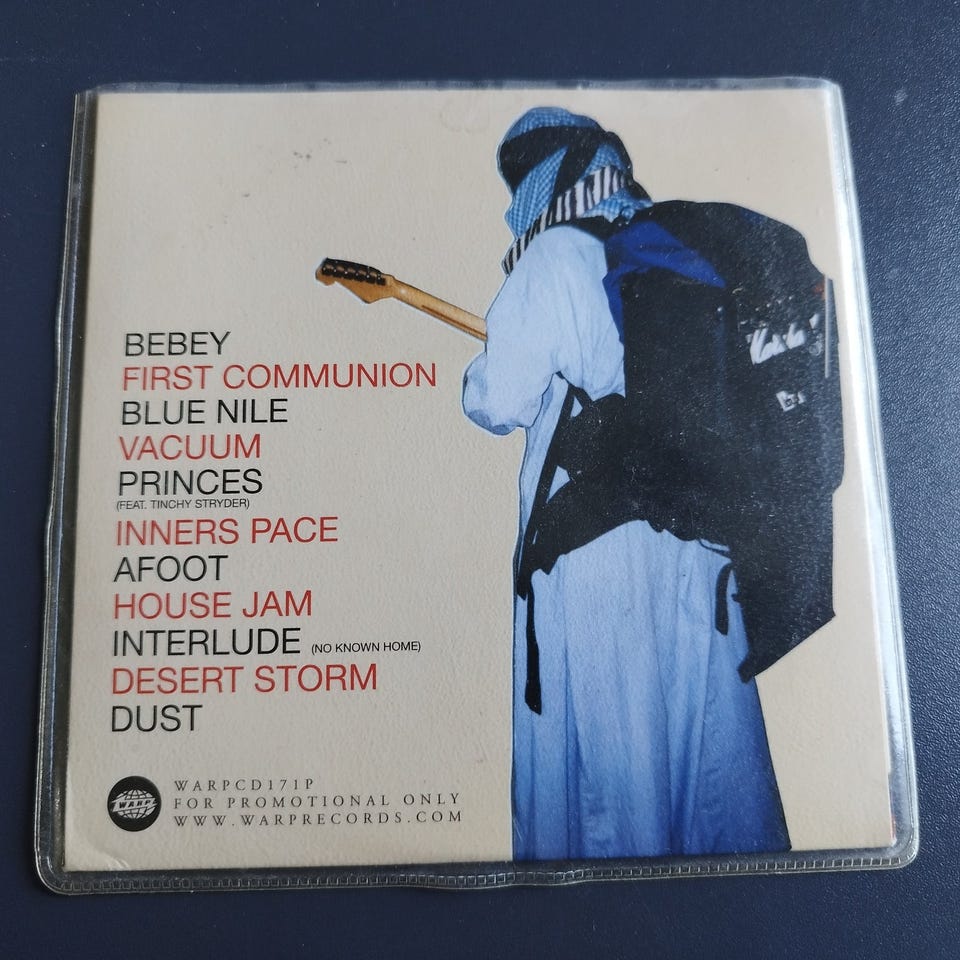 BEBEY
FIRST COMMUNION
BLUE NILE
VACUUM
PRINCES
(FEAT. TINCHY STRYDER)
INNERS PACE
AFOOT
HOUSE JAM
INTERLUDE (NO KNOWN HOME)
DESERT STORM
DUST
WARP
WARPCD171P
FOR PROMOTIONAL ONLY
WWW.WARPRECORDS.COM